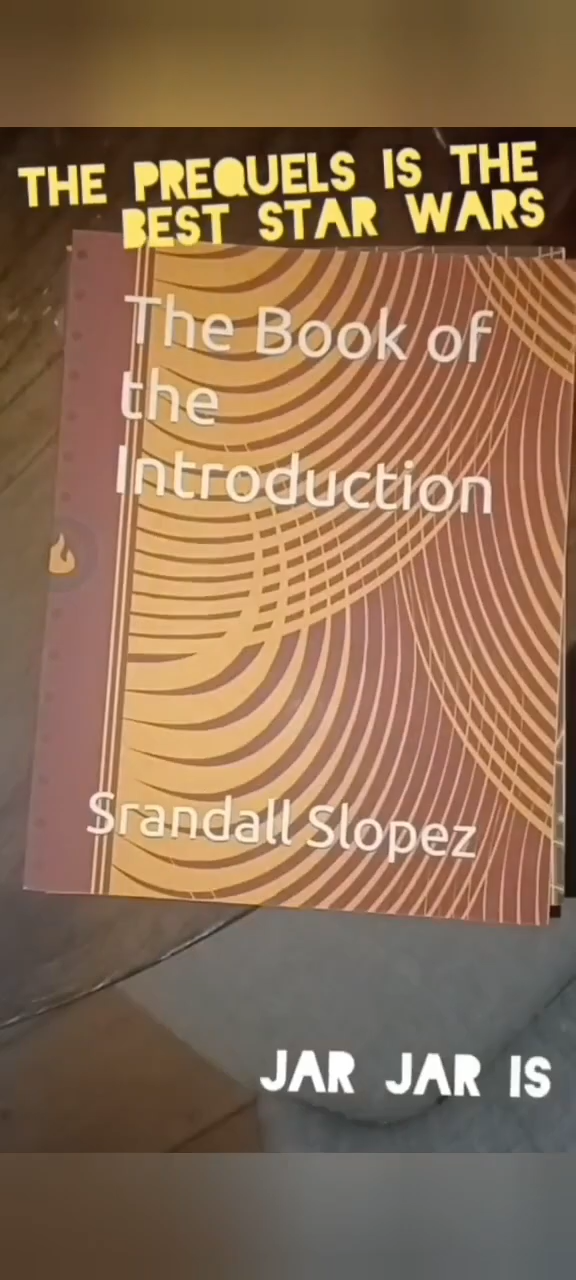 THE PREQUELS IS THE
BEST STAR WARS
The Book of
the
Introduction
Srandall Slopez
JAR JAR IS